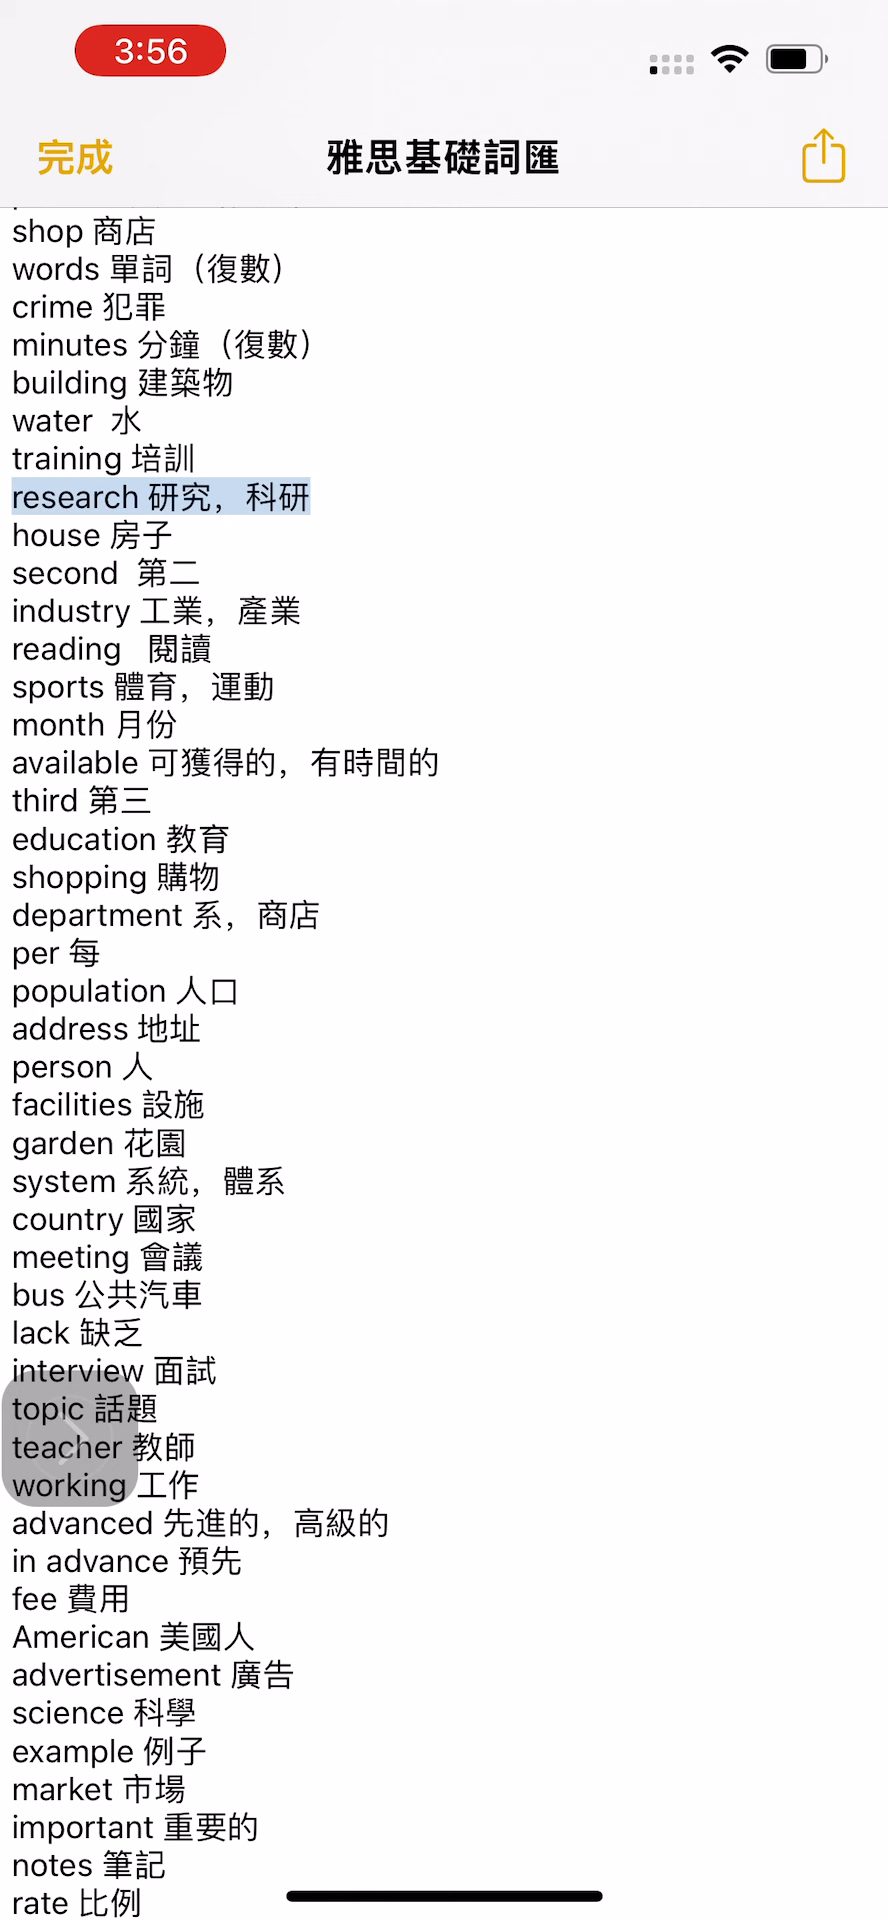 3:56
完成
雅思基礎詞匯
shop 商店
words 單詞（復數）
crime 犯罪
minutes 分鐘（復數）
building 建築物
water  水
training 培訓
research 研究，科研
house 房子
second  第二
industry 工業，產業
reading   閱讀
sports 體育，運動
month 月份
available 可獲得的，有時間的
third 第三
education 教育
shopping 購物
department 系，商店
per 每
population 人口
address 地址
person 人
facilities 設施
garden 花園
system 系統，體系
country 國家
meeting 會議
bus 公共汽車
lack 缺乏
interview 面試
topic 話題
teacher 教師
working 工作
advanced 先進的，高級的
in advance 預先
fee 費用
American 美國人
advertisement 廣告
science 科學
example 例子
market 市場
important 重要的
notes 筆記
rate 比例